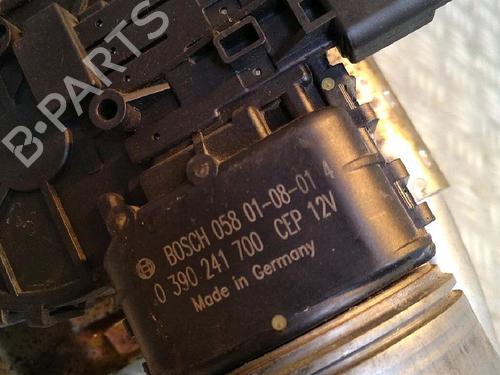 B-PARTS
BOSCH 058 01-08-01 4
0 390 241 700 CEP 12V
Made in Germany